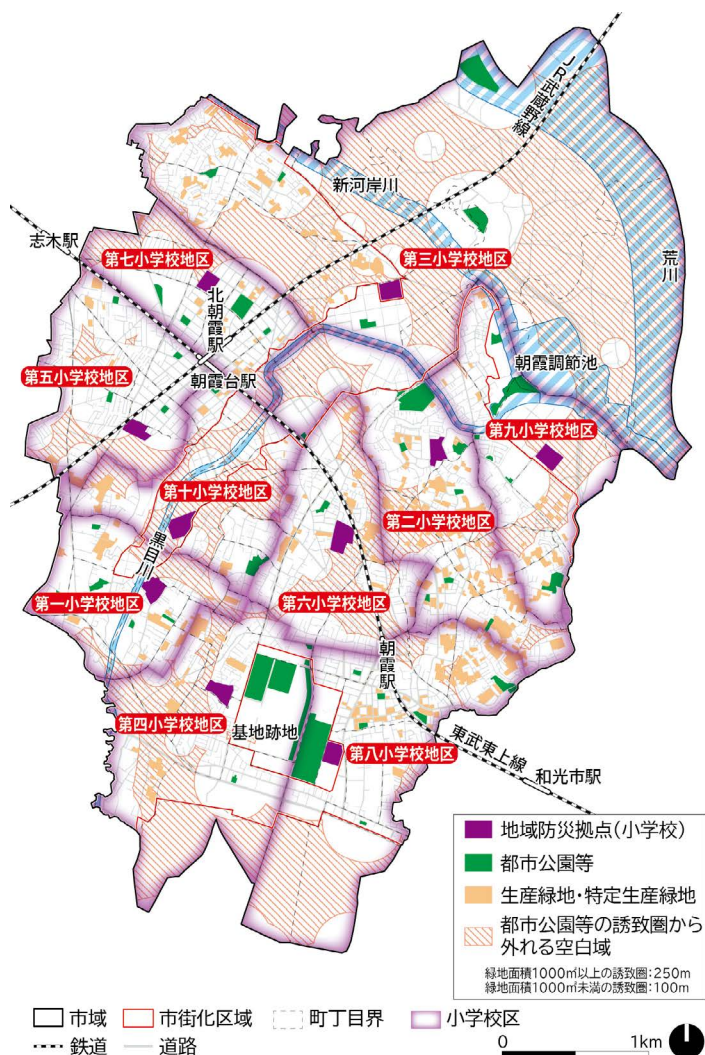 JR武蔵野線
新河岸川
志木駅
第七小学校地区
第三小学校地区
荒川
北朝霞駅
朝霞調節池
第五小学校地区
朝霞台駅
第九小学校地区
第十小学校地区
第二小学校地区
黒目川
第一小学校地区
第六小学校地区
朝霞駅
第四小学校地区
基地跡地
第八小学校地区
東武東上線
和光市駅
地域防災拠点(小学校)
都市公園等
生産緑地・特定生産緑地
都市公園等の誘致圏から
外れる空白域
緑地面積1000㎡以上の誘致圏:250m
緑地面積1000㎡未満の誘致圏:100m
市域 市街化区域 町丁目界 小学校区
鉄道 道路
0 1km